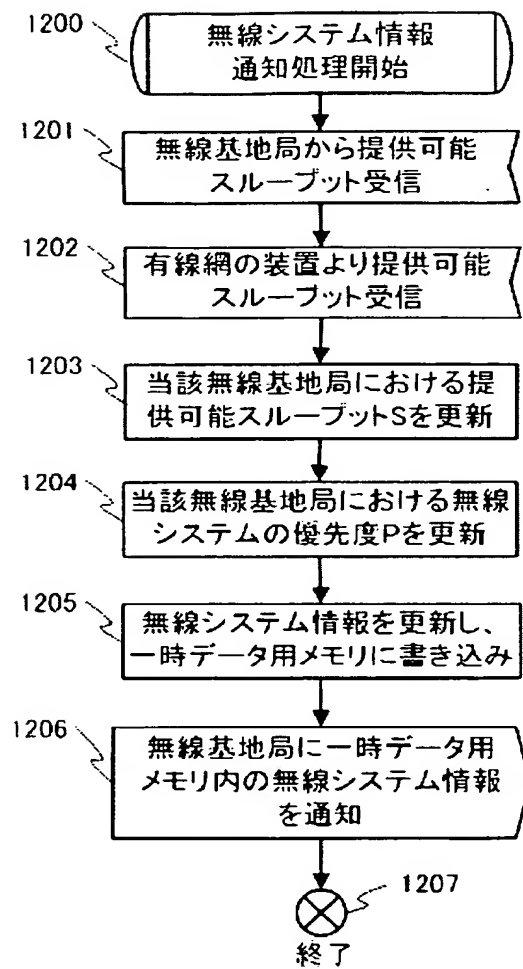 1200
無線システム情報
通知処理開始
1201
無線基地局から提供可能
スループット受信
1202
有線網の装置より提供可能
スループット受信
1203
当該無線基地局における提
供可能スループットSを更新
1204
当該無線基地局における無線
システムの優先度Pを更新
1205
無線システム情報を更新し、
一時データ用メモリに書き込み
1206
無線基地局に一時データ用
メモリ内の無線システム情報
を通知
1207
終了